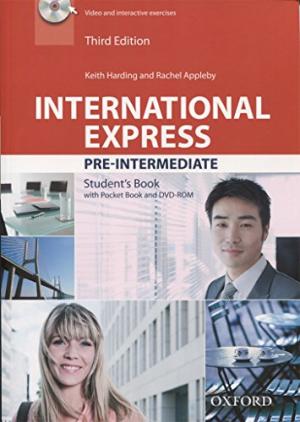 Video and interactive exercises
Third Edition
Keith Harding and Rachel Appleby
INTERNATIONAL
EXPRESS
PRE-INTERMEDIATE
Student's Book
with Pocket Book and DVD-ROM
OXFORD